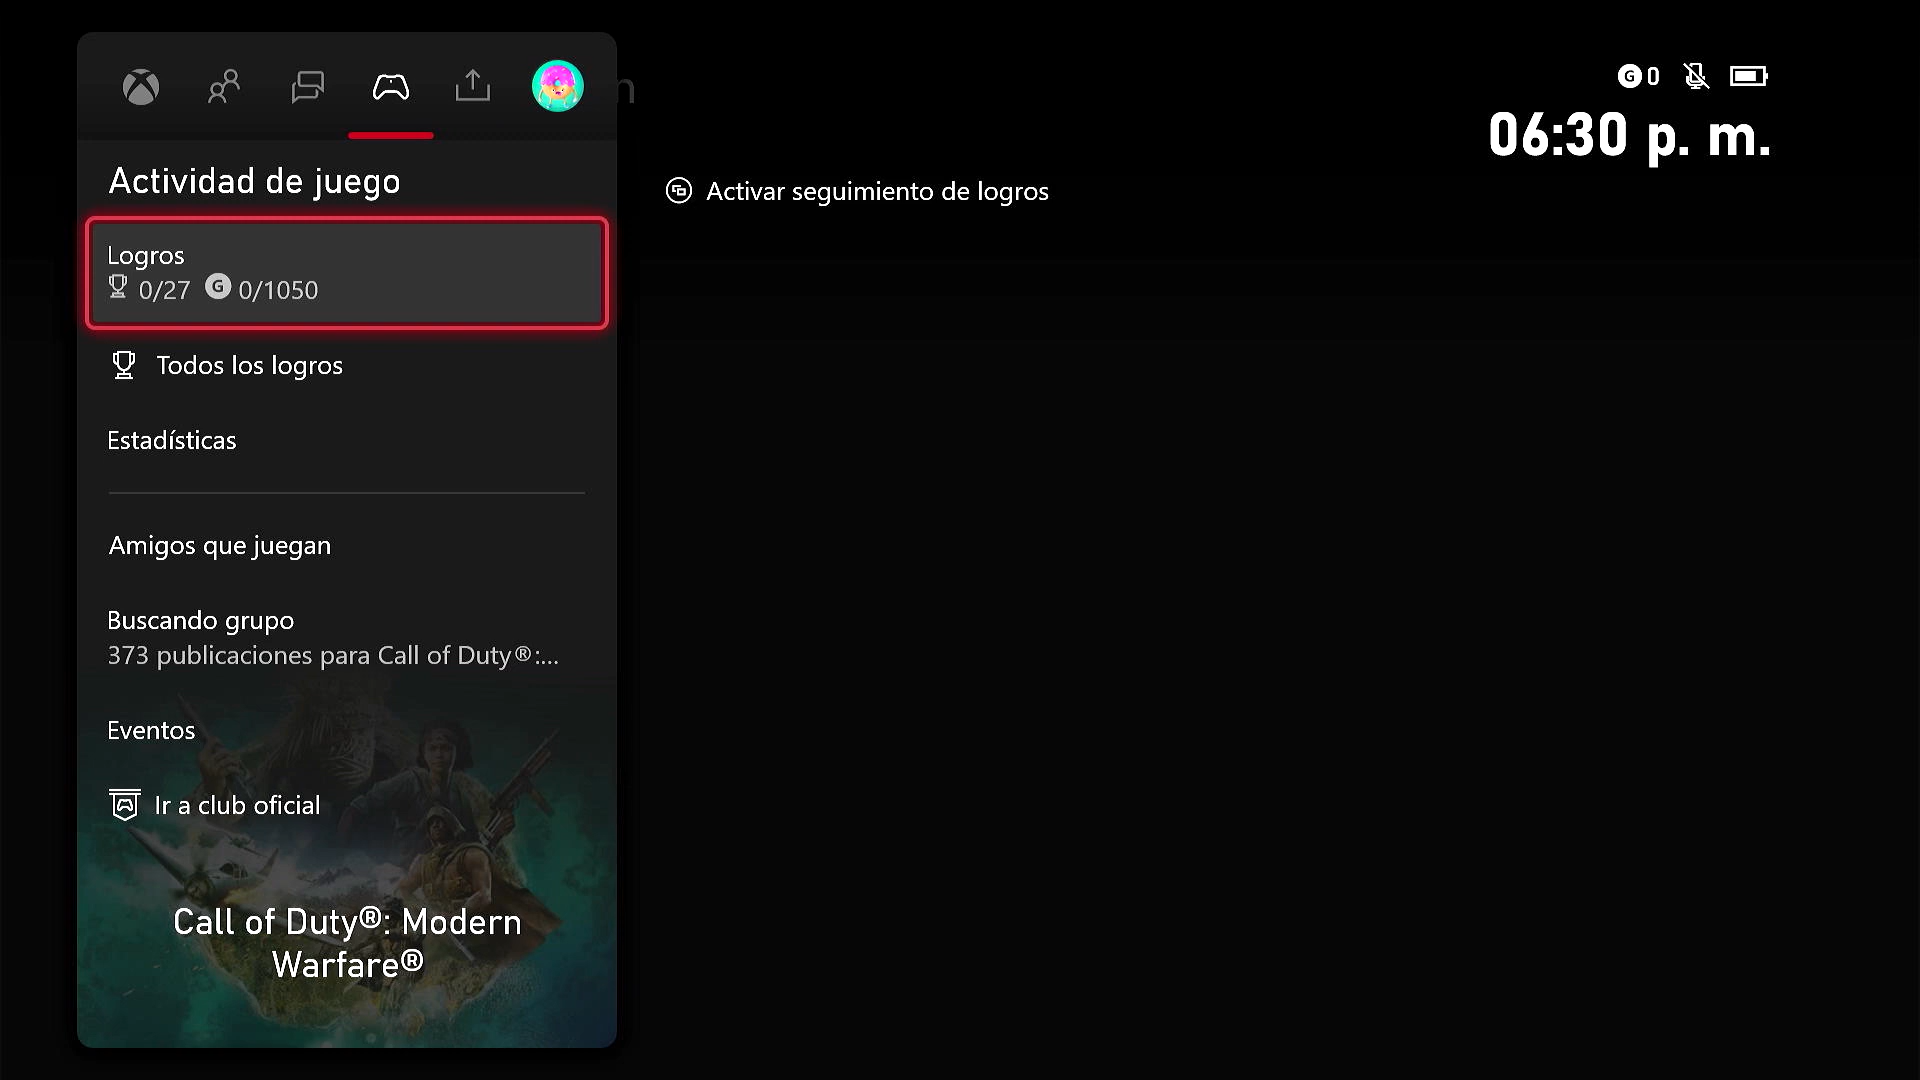 n
G 0
06:30 p. m.
Actividad de juego
Activar seguimiento de logros
Logros
0/27 G 0/1050
Todos los logros
Estadísticas
Amigos que juegan
Buscando grupo
373 publicaciones para Call of Duty®:...
Eventos
Ir a club oficial
Call of Duty®: Modern
Warfare®